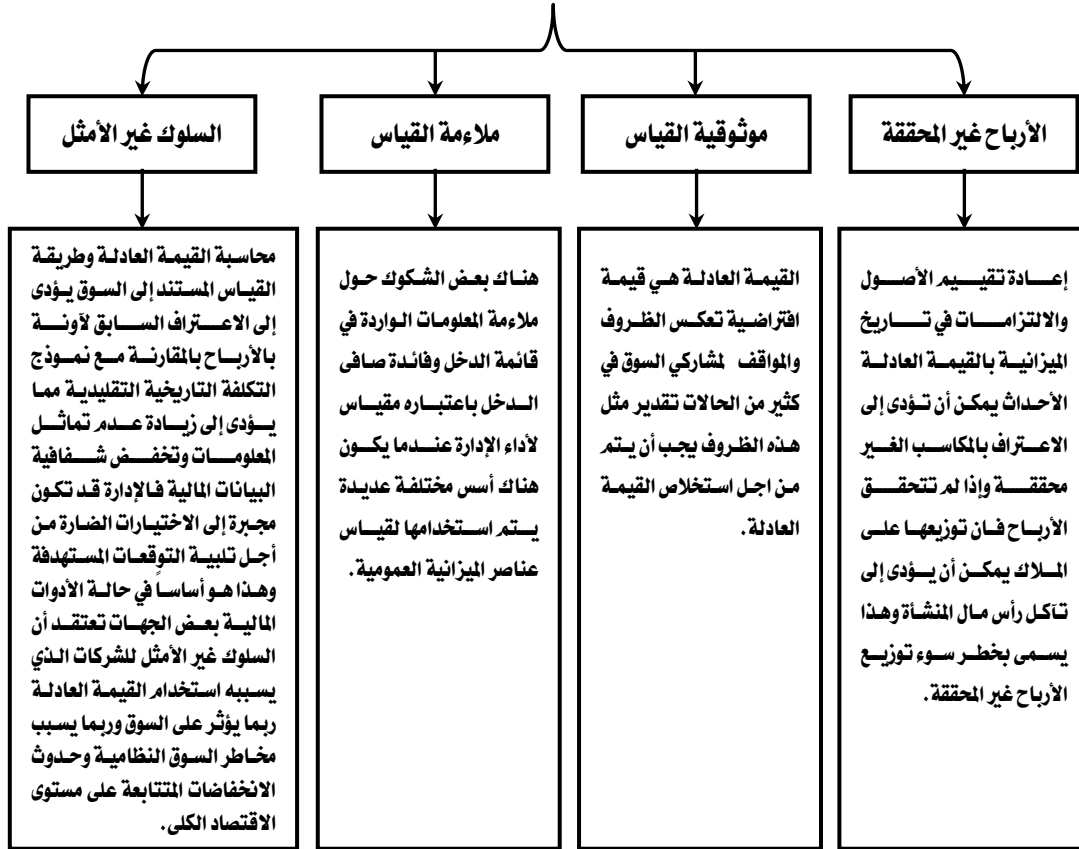 الأرباح غير المحققة
إعادة تقييم الأصول
والالتزامات في تاريخ
الميزانية بالقيمة العادلة
الأحداث يمكن أن تؤدى إلى
الاعتراف بالمكاسب الغير
محققة وإذا لم تتحقق
الأرباح فان توزيعها على
الملاك يمكن أن يؤدى إلى
تآكل رأس مال المنشأة وهذا
يسمى بخطر سوء توزيع
الأرباح غير المحققة.
موثوقية القياس
القيمة العادلة هي قيمة
افتراضية تعكس الظروف
والمواقف لمشاركي السوق في
كثير من الحالات تقدير مثل
هذه الظروف يجب أن يتم
من اجل استخلاص القيمة
العادلة.
ملاءمة القياس
هناك بعض الشكوك حول
ملاءمة المعلومات الواردة في
قائمة الدخل وفائدة صافى
الدخل باعتباره مقياس
لأداء الإدارة عندما يكون
هناك أسس مختلفة عديدة
يتم استخدامها لقياس
عناصر الميزانية العمومية.
السلوك غير الأمثل
محاسبة القيمة العادلة وطريقة
القياس المستند إلى السوق يؤدى
إلى الاعتراف السابق لآونة
بالأرباح بالمقارنة مع نموذج
التكلفة التاريخية التقليدية مما
يؤدى إلى زيادة عدم تماثل
المعلومات وتخفض شفافية
البيانات المالية فالإدارة قد تكون
مجبرة إلى الاختيارات الضارة من
أجل تلبية التوقعات المستهدفة
وهذا هو أساساً في حالة الأدوات
المالية بعض الجهات تعتقد أن
السلوك غير الأمثل للشركات الذي
يسببه استخدام القيمة العادلة
ربما يؤثر على السوق وربما يسبب
مخاطر السوق النظامية وحدوث
الانخفاضات المتتابعة على مستوى
الاقتصاد الكلى.